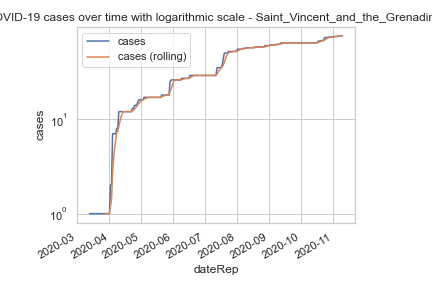 OVID-19 cases over time with logarithmic scale - Saint_Vincent_and_the_Grenadin
cases
cases (rolling)
cases
10¹
10⁰
2020-03
2020-04
2020-05
2020-06
2020-07
2020-08
2020-09
2020-10
2020-11
dateRep